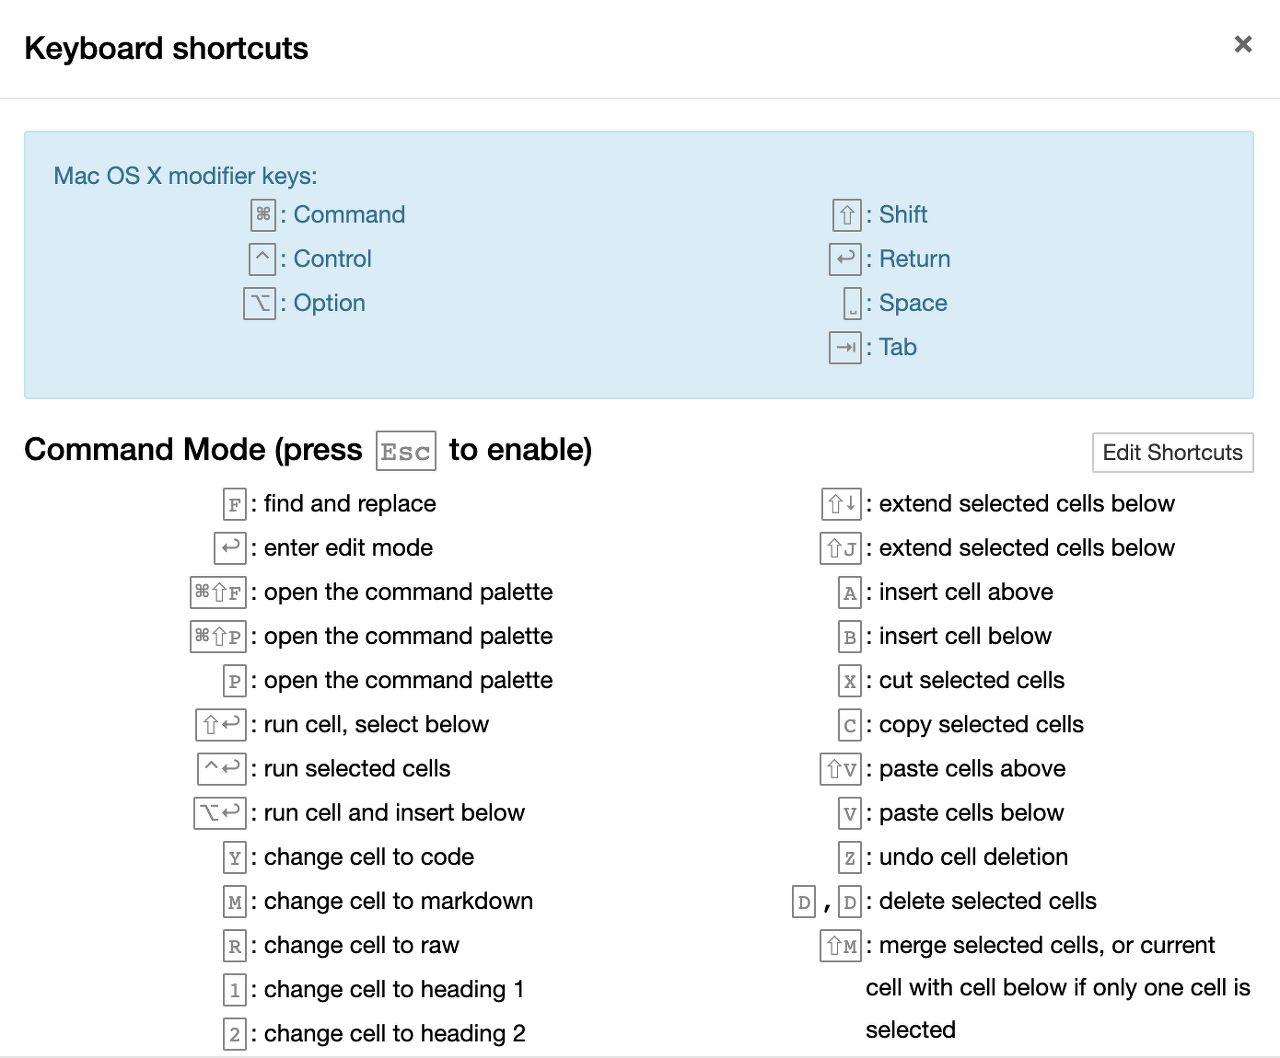 Keyboard shortcuts ×
Mac OS X modifier keys:
⌘: Command
^: Control
⌥: Option
⇧: Shift
↩: Return
␣: Space
⇥: Tab
Command Mode (press Esc to enable)
Edit Shortcuts
F: find and replace
↩: enter edit mode
⌘⇧F: open the command palette
⌘⇧P: open the command palette
P: open the command palette
⇧↩: run cell, select below
^↩: run selected cells
⌥↩: run cell and insert below
Y: change cell to code
M: change cell to markdown
R: change cell to raw
1: change cell to heading 1
2: change cell to heading 2
⇧↓: extend selected cells below
⇧J: extend selected cells below
A: insert cell above
B: insert cell below
X: cut selected cells
C: copy selected cells
⇧V: paste cells above
V: paste cells below
Z: undo cell deletion
D, D: delete selected cells
⇧M: merge selected cells, or current
cell with cell below if only one cell is
selected